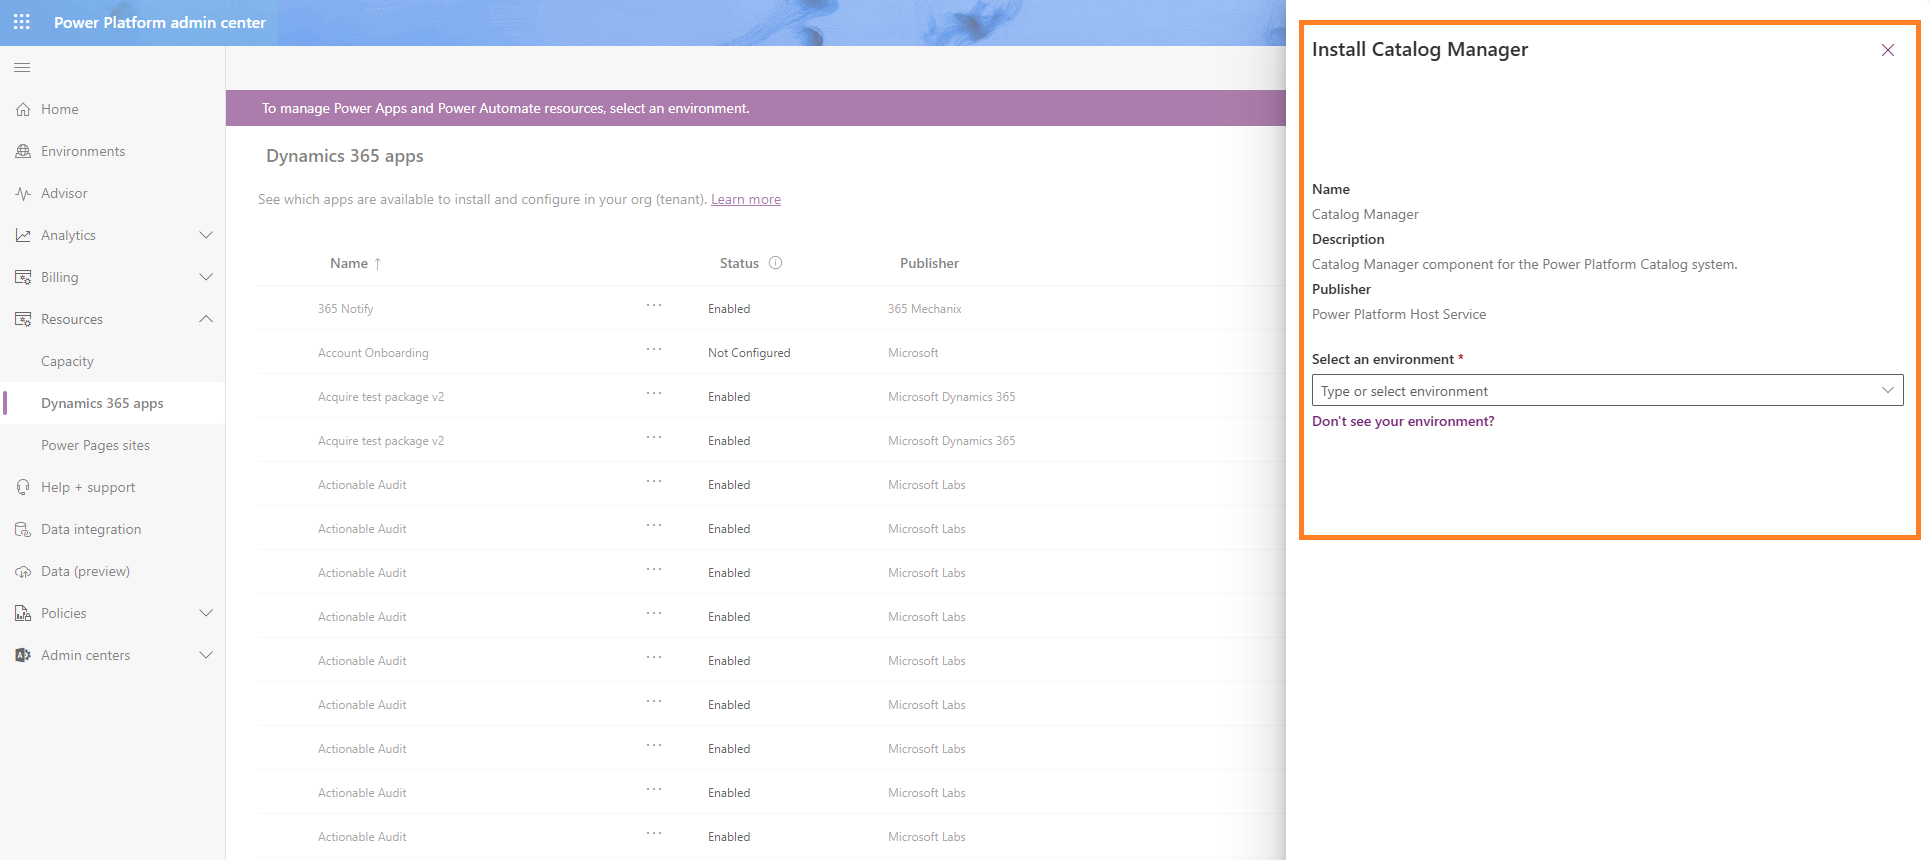 Power Platform admin center
Home
Environments
Advisor
Analytics
Billing
Resources
Capacity
Dynamics 365 apps
Power Pages sites
Help + support
Data integration
Data (preview)
Policies
Admin centers
To manage Power Apps and Power Automate resources, select an environment.
Dynamics 365 apps
See which apps are available to install and configure in your org (tenant). Learn more
Name ↑ Status Publisher
365 Notify ... Enabled 365 Mechanix
Account Onboarding ... Not Configured Microsoft
Acquire test package v2 ... Enabled Microsoft Dynamics 365
Acquire test package v2 ... Enabled Microsoft Dynamics 365
Actionable Audit ... Enabled Microsoft Labs
Actionable Audit ... Enabled Microsoft Labs
Actionable Audit ... Enabled Microsoft Labs
Actionable Audit ... Enabled Microsoft Labs
Actionable Audit ... Enabled Microsoft Labs
Actionable Audit ... Enabled Microsoft Labs
Actionable Audit ... Enabled Microsoft Labs
Actionable Audit ... Enabled Microsoft Labs
Actionable Audit ... Enabled Microsoft Labs
Install Catalog Manager
Name
Catalog Manager
Description
Catalog Manager component for the Power Platform Catalog system.
Publisher
Power Platform Host Service
Select an environment *
Type or select environment
Don't see your environment?